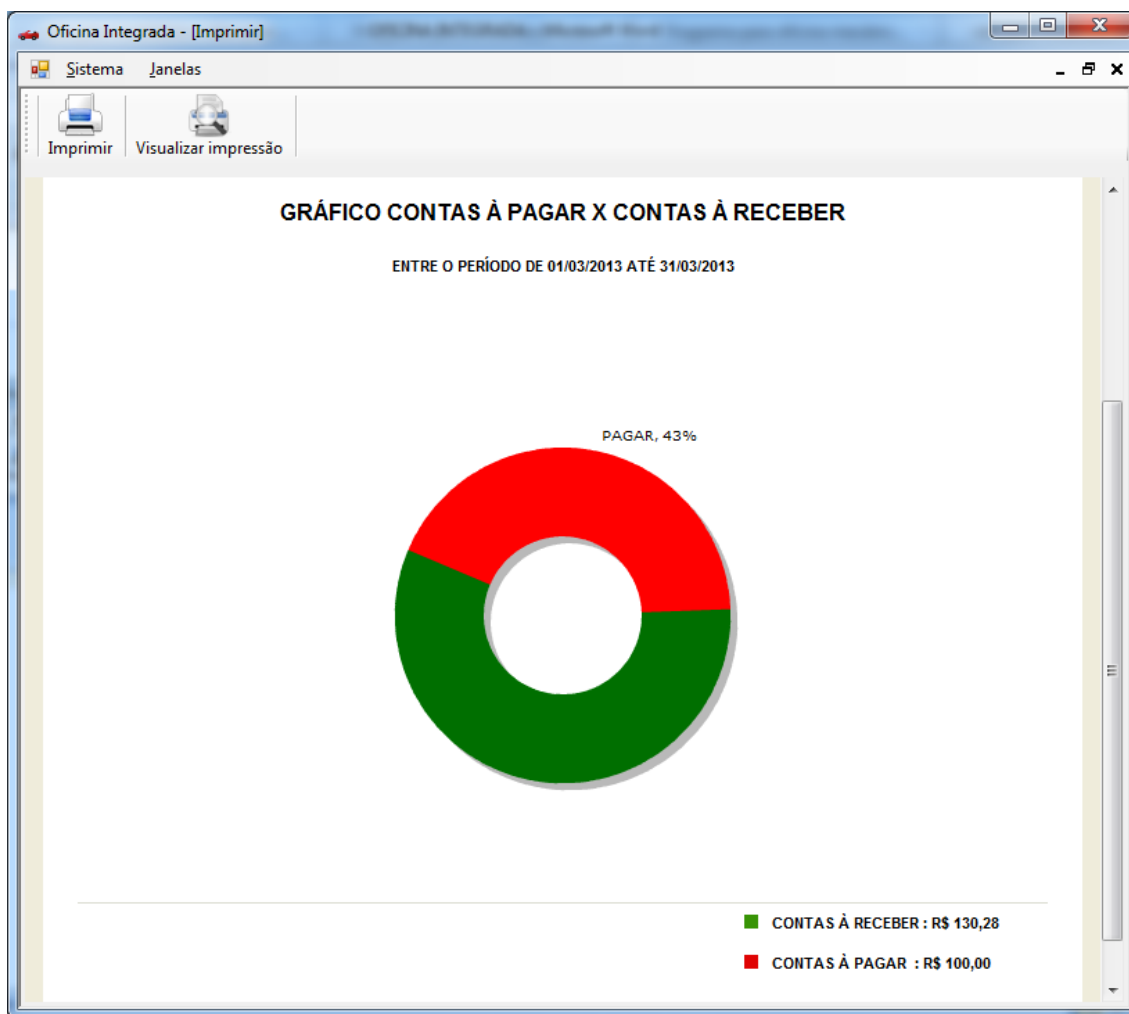 Oficina Integrada - [Imprimir]
Sistema Janelas
Imprimir Visualizar impressão
GRÁFICO CONTAS À PAGAR X CONTAS À RECEBER
ENTRE O PERÍODO DE 01/03/2013 ATÉ 31/03/2013
PAGAR, 43%
CONTAS À RECEBER : R$ 130,28
CONTAS À PAGAR : R$ 100,00